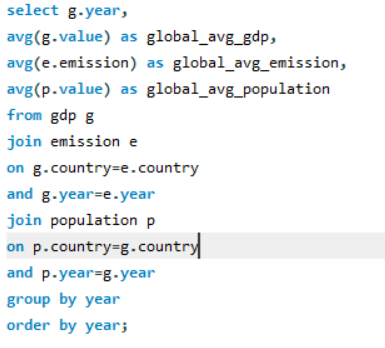 select g.year,
avg(g.value) as global_avg_gdp,
avg(e.emission) as global_avg_emission,
avg(p.value) as global_avg_population
from gdp g
join emission e
on g.country=e.country
and g.year=e.year
join population p
on p.country=g.country
and p.year=g.year
group by year
order by year;